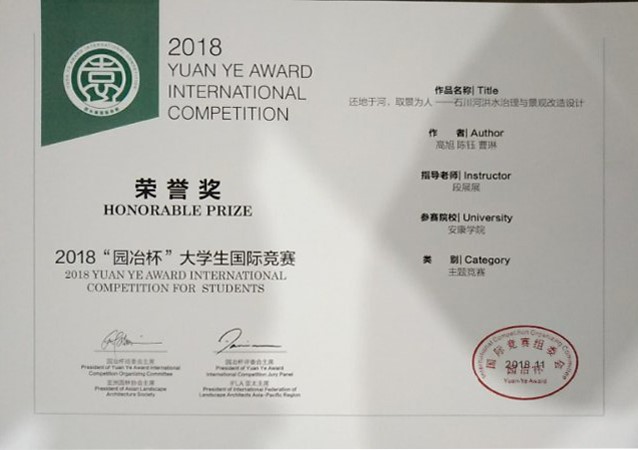 2018
YUAN YE AWARD
INTERNATIONAL
COMPETITION
荣誉奖
HONORABLE PRIZE
2018“园冶杯”大学生国际竞赛
2018 YUAN YE AWARD INTERNATIONAL
COMPETITION FOR STUDENTS
园冶杯组委会主席
President of Yuan Ye Award International
Competition Organizing Committee
亚洲园林协会主席
President of Asian Landscape
Architecture Society
园冶杯评委会主席
President of Yuan Ye Award
International Competition Jury Panel
IFLA亚太主席
President of International Federation of
Landscape Architects Asia-Pacific Region
作品名称| Title
还地于河，取景为人 ——石川河洪水治理与景观改造设计
作 者| Author
高旭 陈钰 曹琳
指导老师| Instructor
段展展
参赛院校| University
安康学院
类 别| Category
主题竞赛
International Competition Organizing Committee
国际竞赛组委会
2018.11
园冶杯
Yuan Ye Award